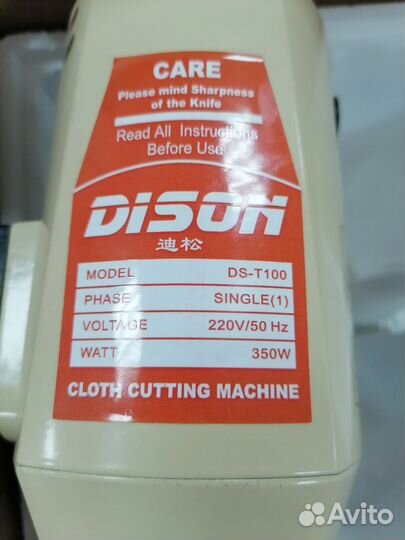 CARE
Please mind Sharpness
of the Knife
Read All Instructions
Before Use
DISON
迪松
MODEL DS-T100
PHASE SINGLE(1)
VOLTAGE 220V/50 Hz
WATT 350W
CLOTH CUTTING MACHINE
Avito